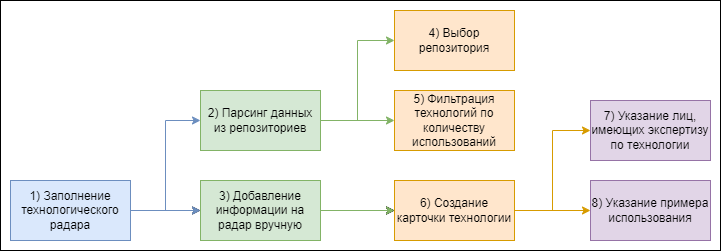 1) Заполнение
технологического
радара
2) Парсинг данных
из репозиториев
3) Добавление
информации на
радар вручную
4) Выбор
репозитория
5) Фильтрация
технологий по
количеству
использований
6) Создание
карточки технологии
7) Указание лиц,
имеющих экспертизу
по технологии
8) Указание примера
использования